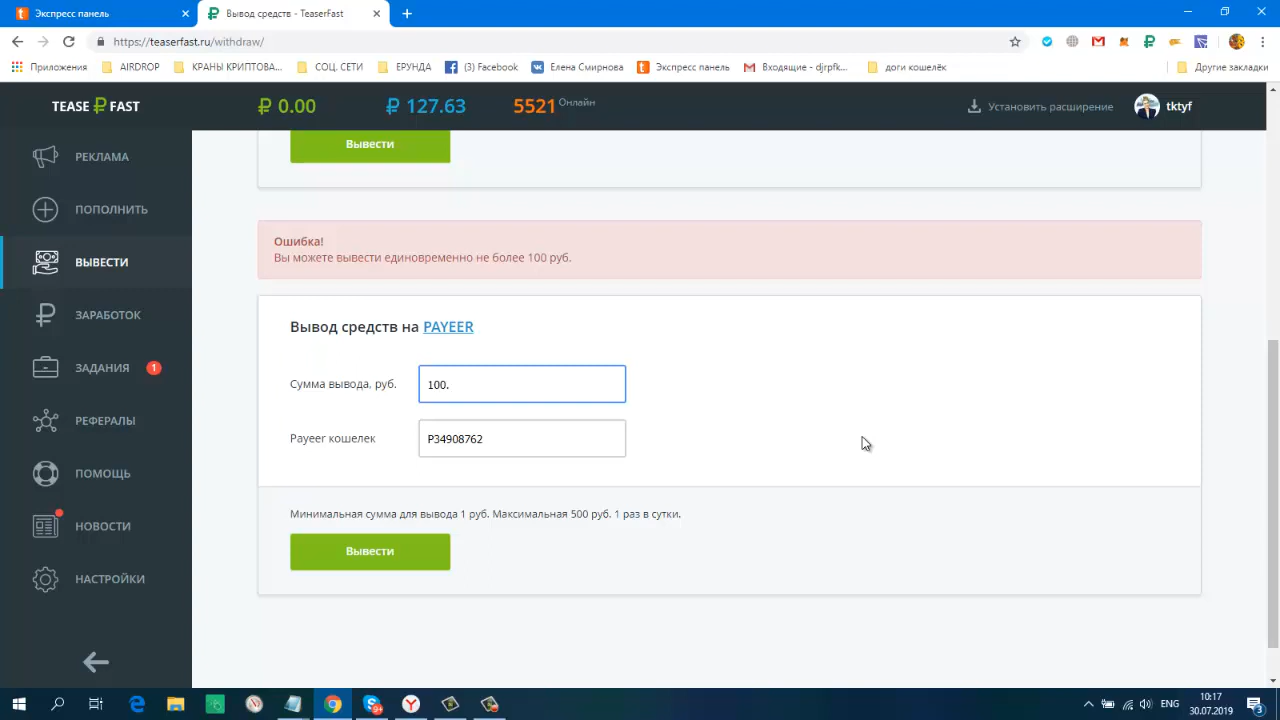 Экспресс панель
Вывод средств - TeaserFast
https://teaserfast.ru/withdraw/
Приложения
AIRDROP
КРАНЫ КРИПТОВА...
СОЦ. СЕТИ
ЕРУНДА
(3) Facebook
Елена Смирнова
Экспресс панель
Входящие - djrpfk...
доги кошелёк
Другие закладки
TEASE ₽ FAST
₽ 0.00
₽ 127.63
5521 Онлайн
Установить расширение
tktyf
РЕКЛАМА
ПОПОЛНИТЬ
ВЫВЕСТИ
ЗАРАБОТОК
ЗАДАНИЯ 1
РЕФЕРАЛЫ
ПОМОЩЬ
НОВОСТИ
НАСТРОЙКИ
Вывести
Ошибка!
Вы можете вывести единовременно не более 100 руб.
Вывод средств на PAYEER
Сумма вывода, руб. 100.
Payeer кошелек P34908762
Минимальная сумма для вывода 1 руб. Максимальная 500 руб. 1 раз в сутки.
Вывести
ENG
10:17
30.07.2019
3